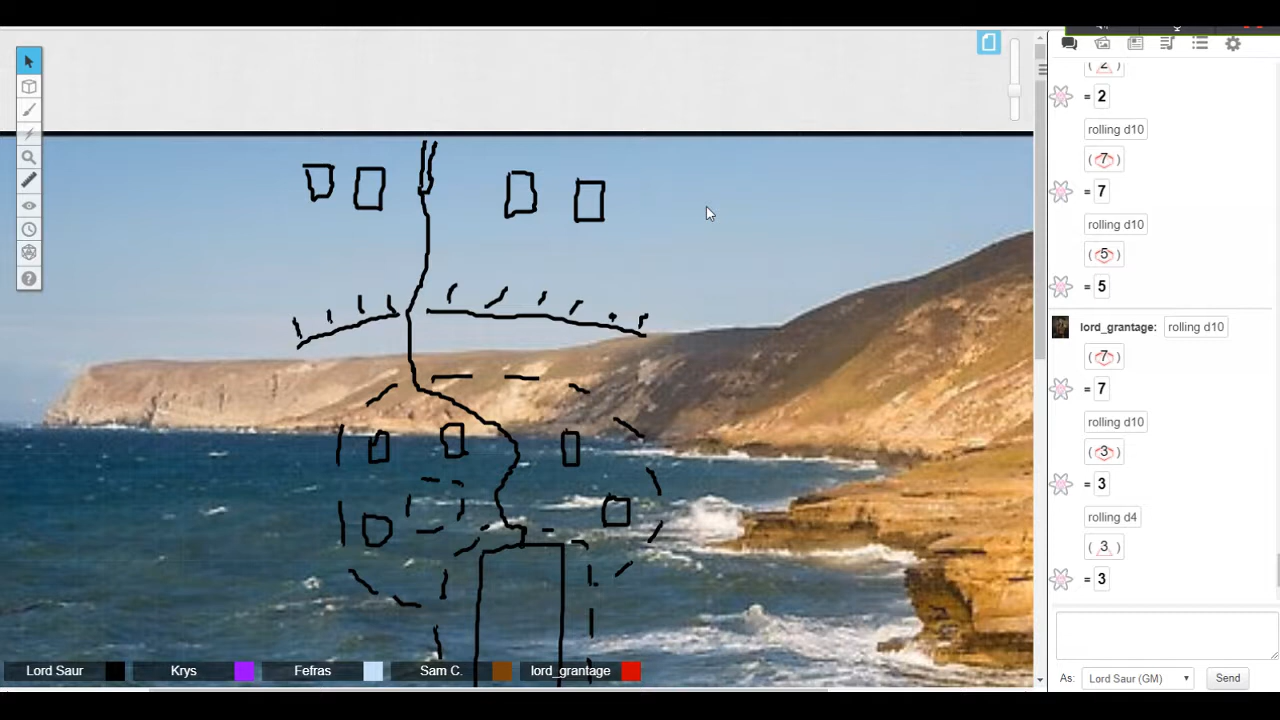 2
= 2
rolling d10
( 7 )
= 7
rolling d10
( 5 )
= 5
lord_grantage: rolling d10
( 7 )
= 7
rolling d10
( 3 )
= 3
rolling d4
( 3 )
= 3
Lord Saur Krys Fefras Sam C. lord_grantage
As: Lord Saur (GM) Send